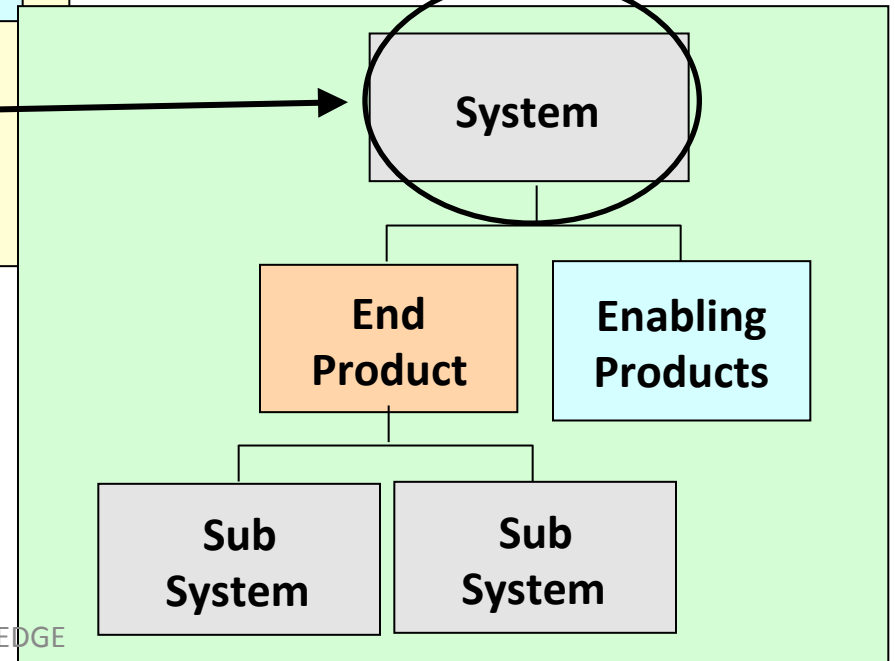 System
End
Product
Enabling
Products
Sub
System
Sub
System
EDGE